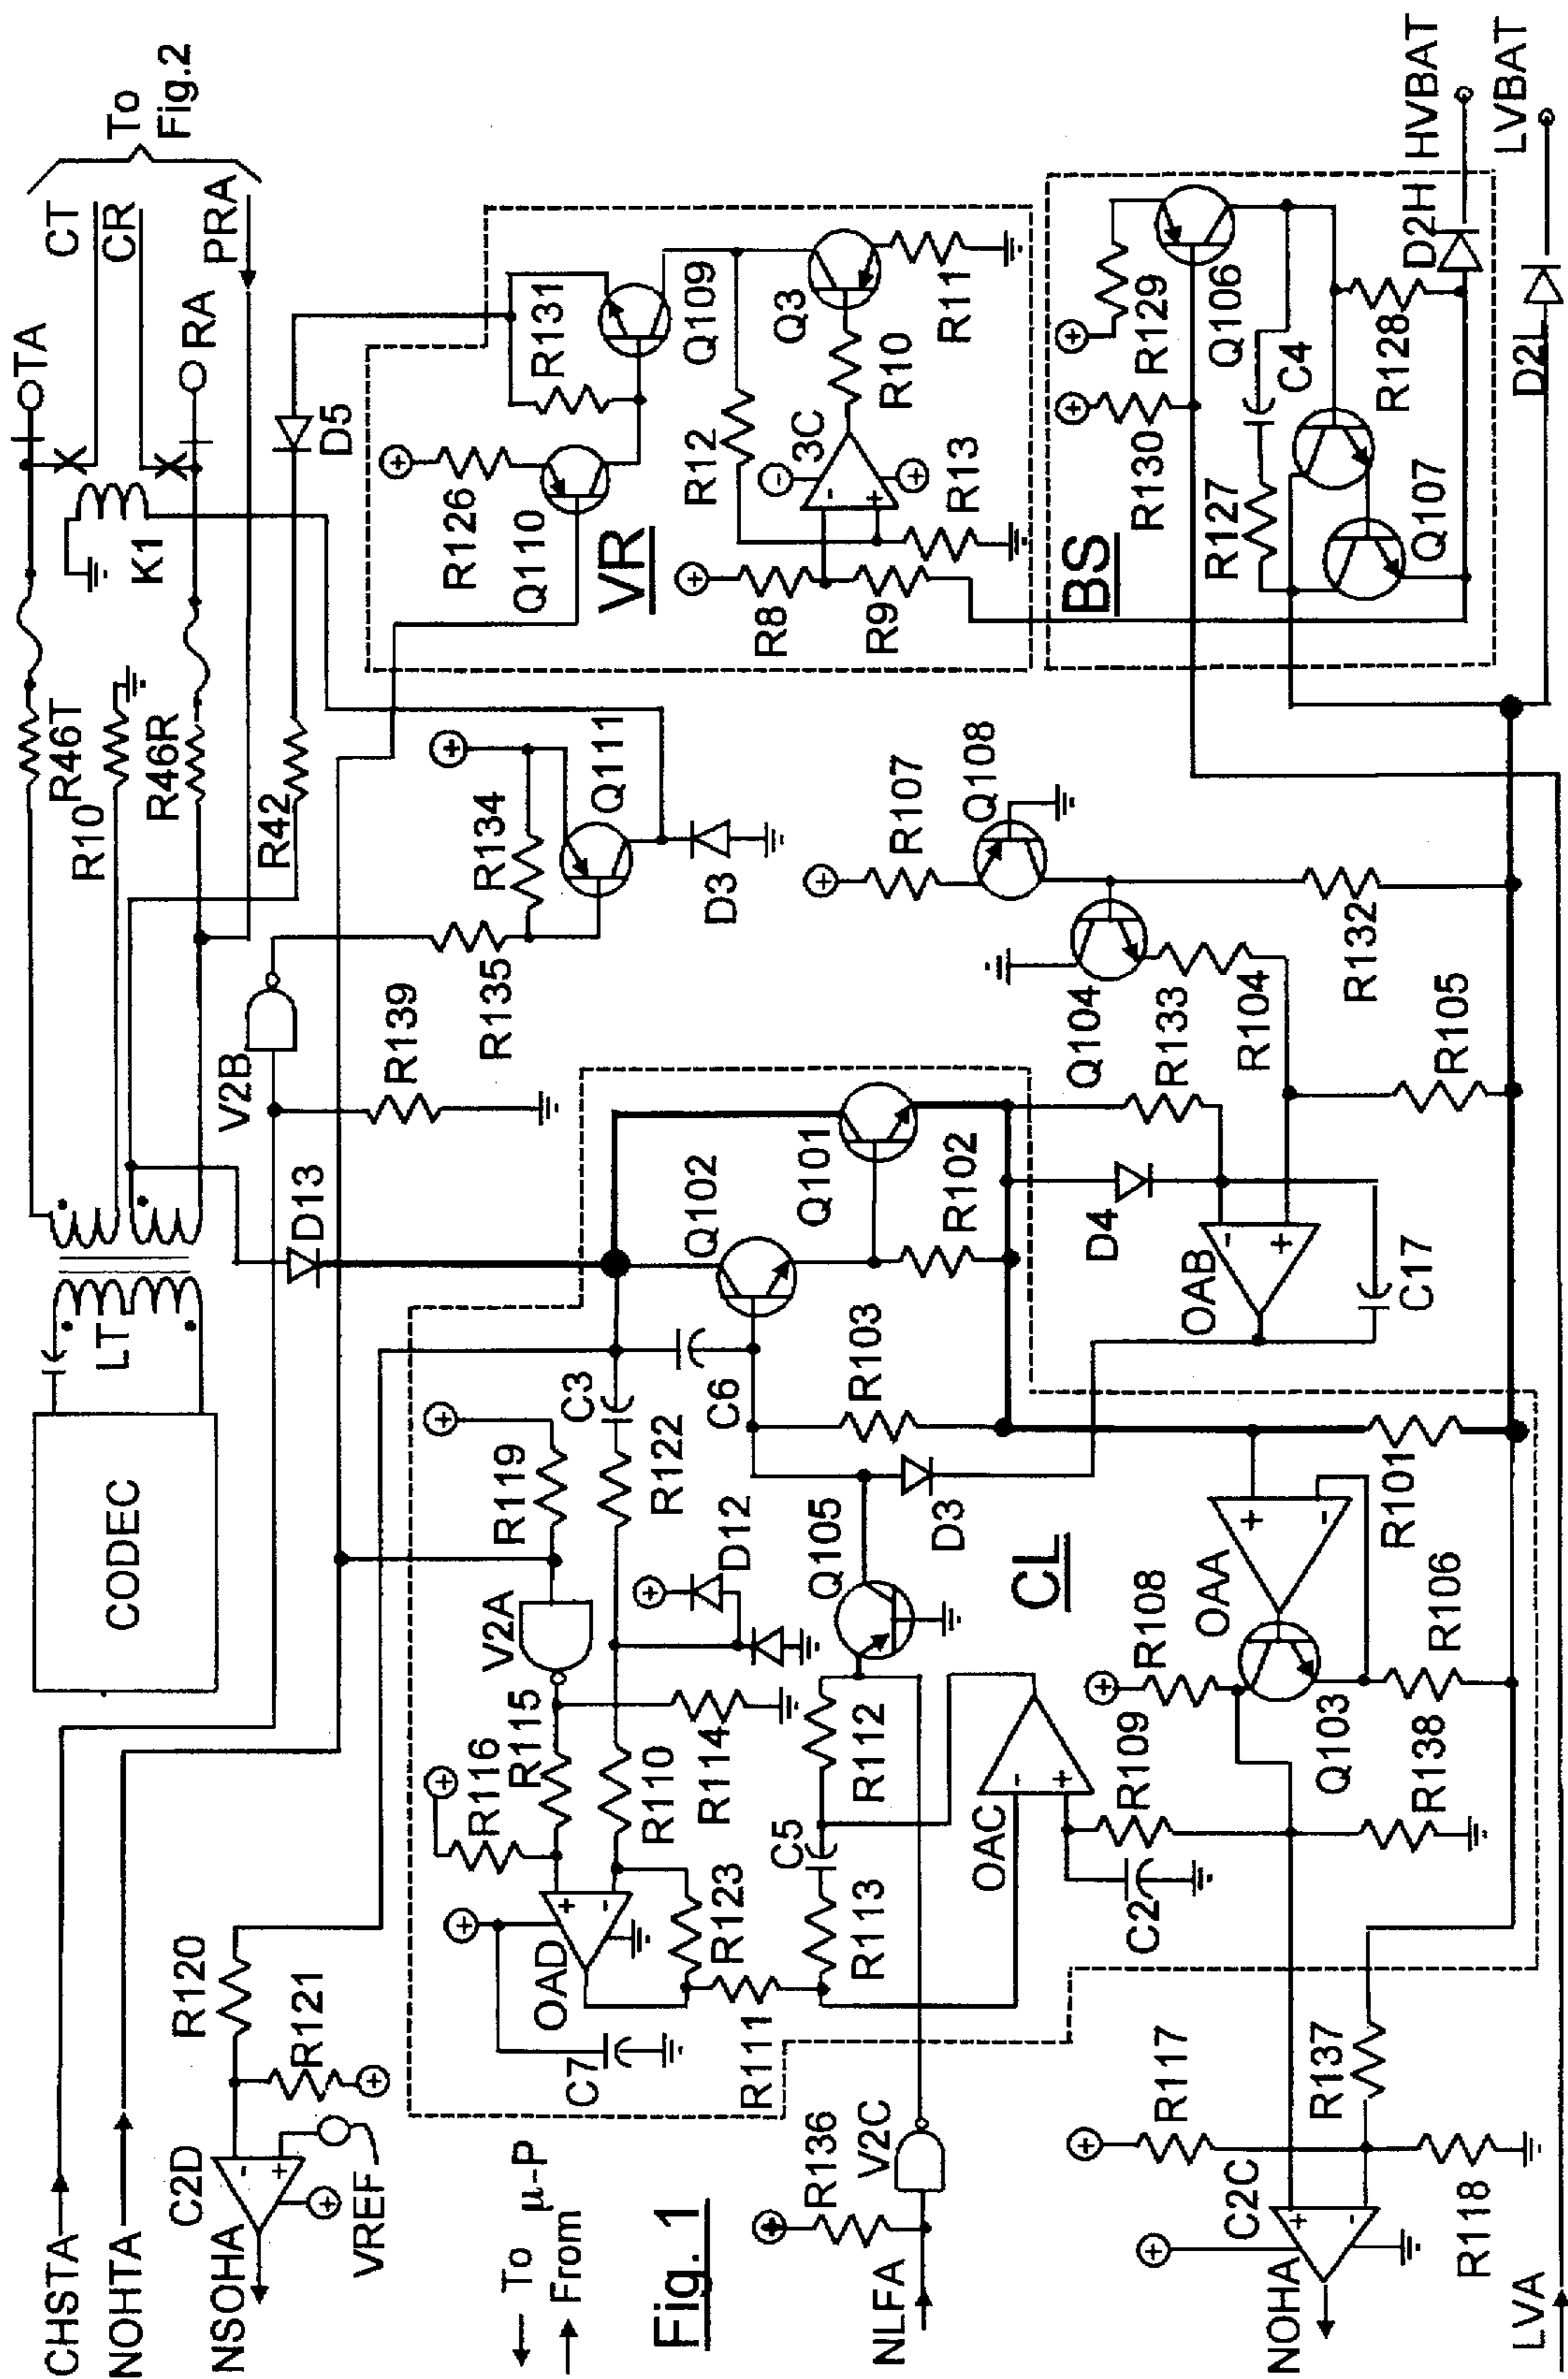 Fig. 1
To
From
μ-P
CHSTA
NOHTA
NSOHA
C2D
VREF
R120
R121
CODEC
LT
D13
V2B
R139
R135
R134
Q111
D3
R46T
R10
R46R
R42
K1
D5
TA
RA
CT
CR
PRA
To
Fig.2
VR
R126
Q110
R131
Q109
R12
3C
R10
Q3
R11
R13
R8
R9
BS
R129
R130
Q106
C4
R127
R128
Q107
D2H
HVBAT
D2L
LVBAT
CL
C7
OAD
R116
R115
V2A
R119
C3
R122
D12
R110
R114
R123
R111
R113
C5
R112
Q105
D3
C6
R103
Q102
Q101
R102
OAC
C2
R109
R108
Q103
OAA
R138
R106
R101
D4
OAB
C17
R133
Q104
R104
R105
R107
Q108
R132
NLFA
R136
V2C
NOHA
C2C
R117
R137
R118
LVA